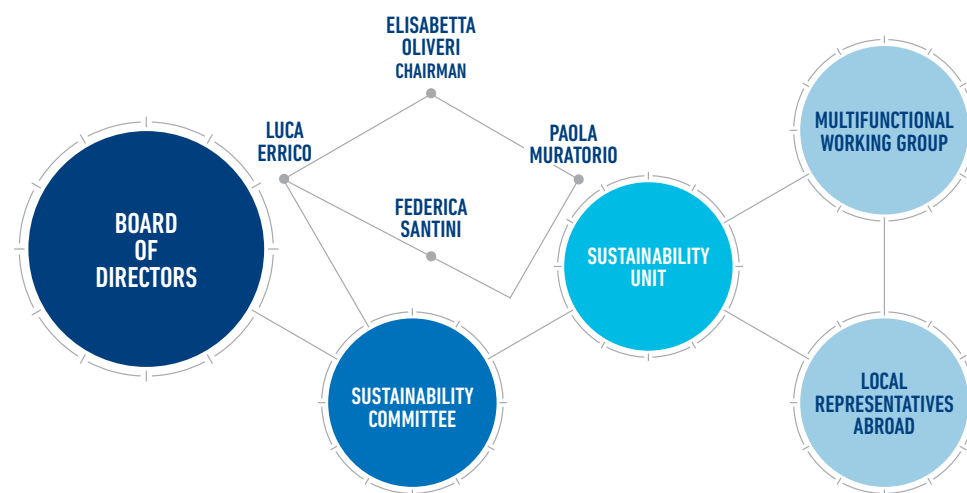 ELISABETTA
OLIVERI
CHAIRMAN
LUCA
ERRICO
PAOLA
MURATORIO
FEDERICA
SANTINI
BOARD
OF
DIRECTORS
SUSTAINABILITY
COMMITTEE
SUSTAINABILITY
UNIT
MULTIFUNCTIONAL
WORKING GROUP
LOCAL
REPRESENTATIVES
ABROAD